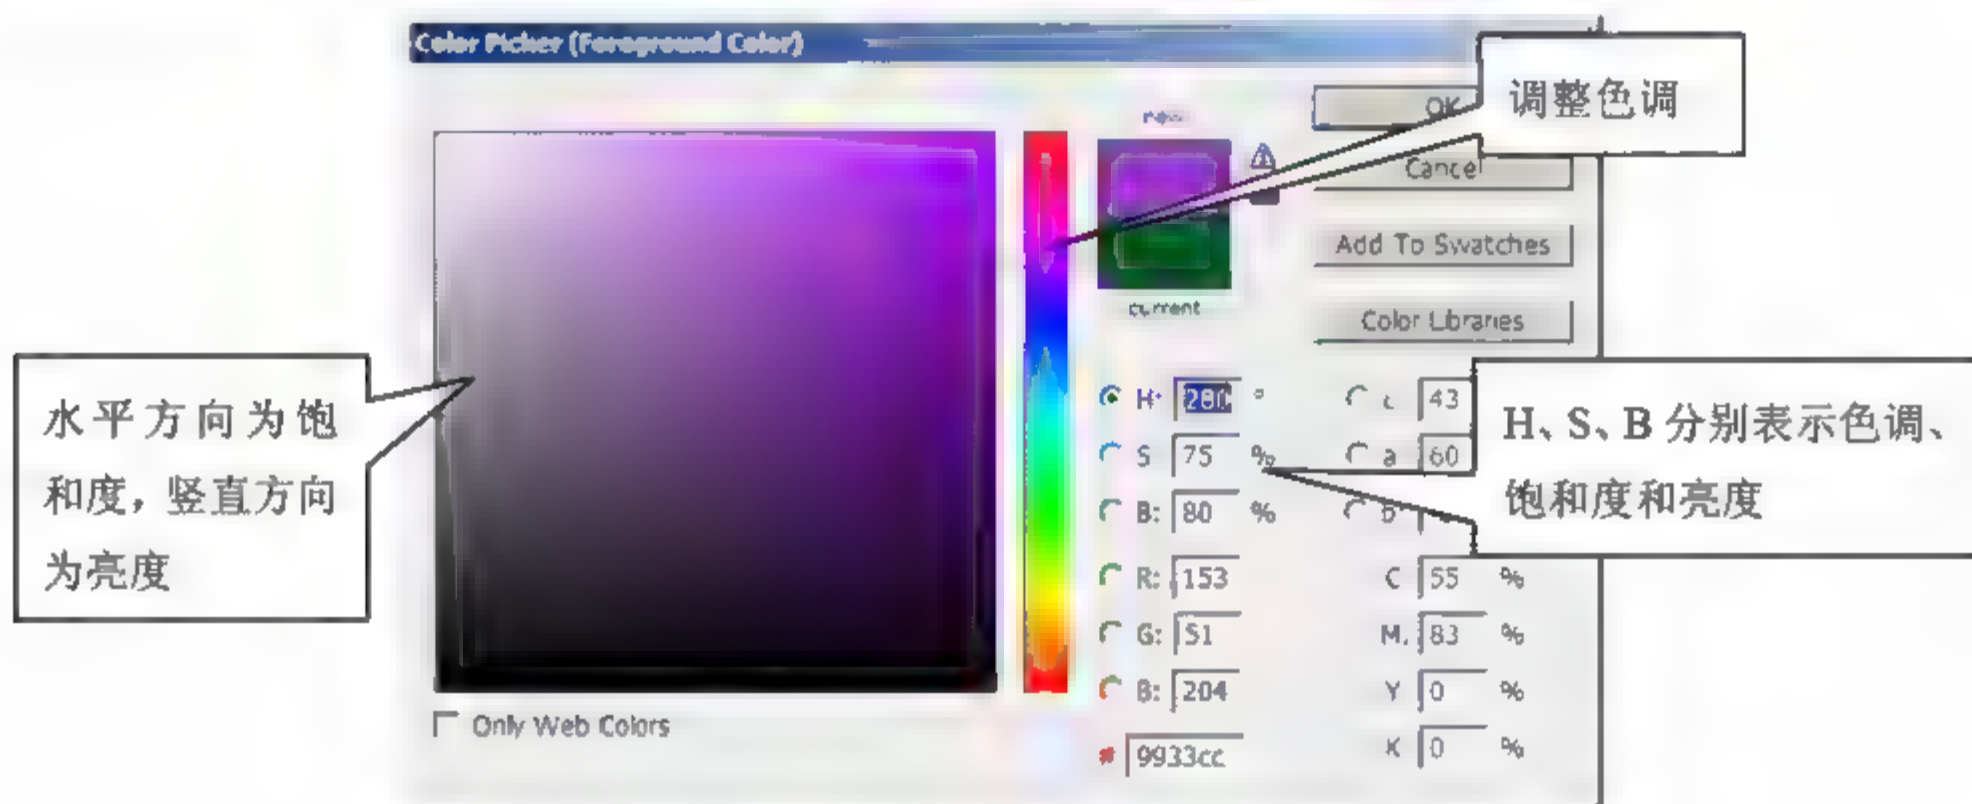 Color Picker (Foreground Color)
调整色调
new
OK
Cancel
Add To Swatches
current
Color Libraries
水平方向为饱
和度，竖直方向
为亮度
H: 280 °
43
S 75 %
a 60
B: 80 %
H、S、B 分别表示色调、
饱和度和亮度
R: 153
C 55 %
G: 51
M. 83 %
B: 204
Y 0 %
Only Web Colors
# 9933cc
K 0 %